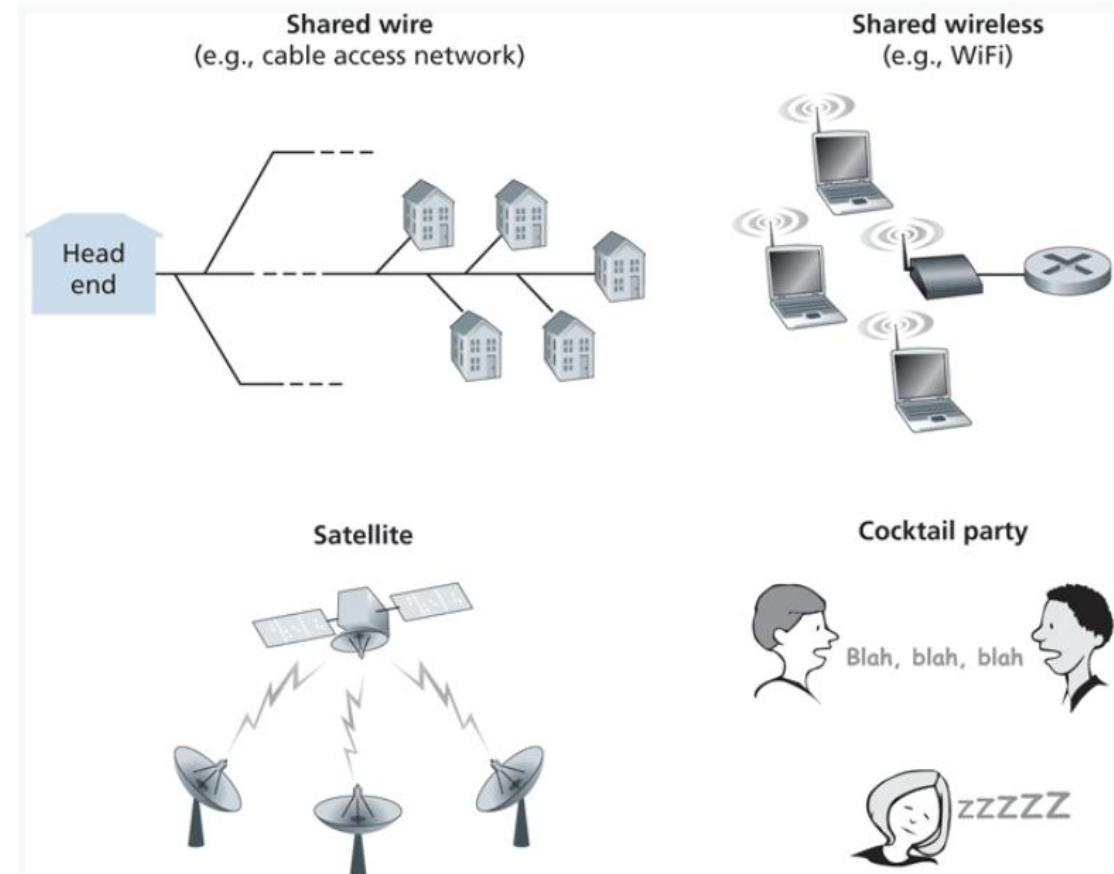 Shared wire
(e.g., cable access network)
Shared wireless
(e.g., WiFi)
Head
end
Satellite
Cocktail party
Blah, blah, blah
zzzzz